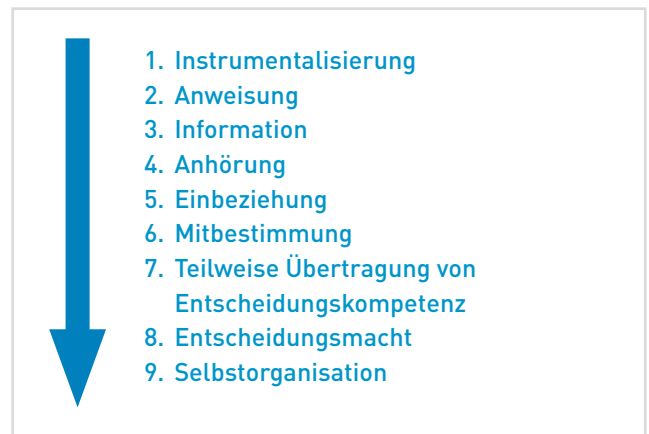 1. Instrumentalisierung
2. Anweisung
3. Information
4. Anhörung
5. Einbeziehung
6. Mitbestimmung
7. Teilweise Übertragung von
Entscheidungskompetenz
8. Entscheidungsmacht
9. Selbstorganisation